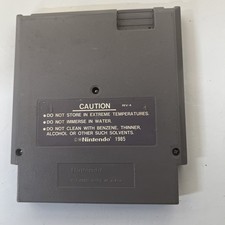 CAUTION
•DO NOT STORE IN EXTREME TEMPERATURES.
•DO NOT IMMERSE IN WATER.
•DO NOT CLEAN WITH BENZENE, THINNER,
ALCOHOL OR OTHER SUCH SOLVENTS.
©Nintendo 1985